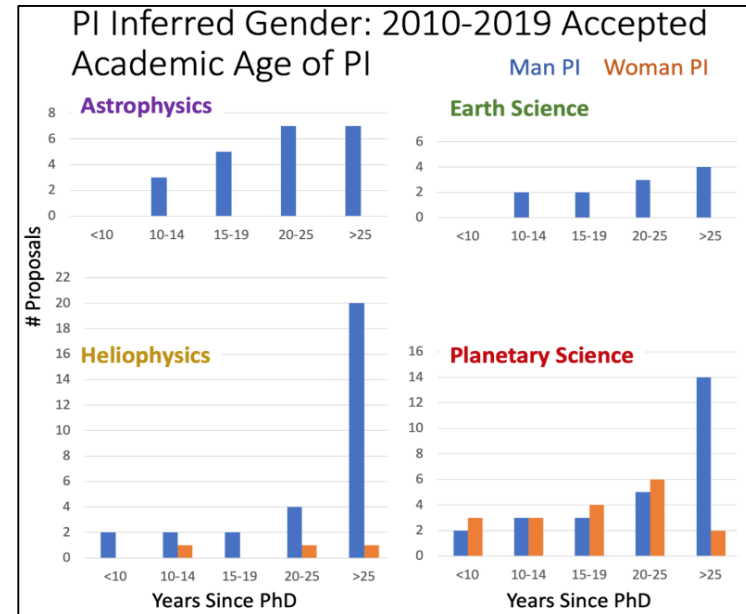 PI Inferred Gender: 2010-2019 Accepted
Academic Age of PI
Man PI Woman PI
Astrophysics
8
6
4
2
0
<10 10-14 15-19 20-25 >25
Earth Science
6
4
2
0
<10 10-14 15-19 20-25 >25
# Proposals
Heliophysics
22
20
18
16
14
12
10
8
6
4
2
0
<10 10-14 15-19 20-25 >25
Years Since PhD
Planetary Science
16
14
12
10
8
6
4
2
0
<10 10-14 15-19 20-25 >25
Years Since PhD